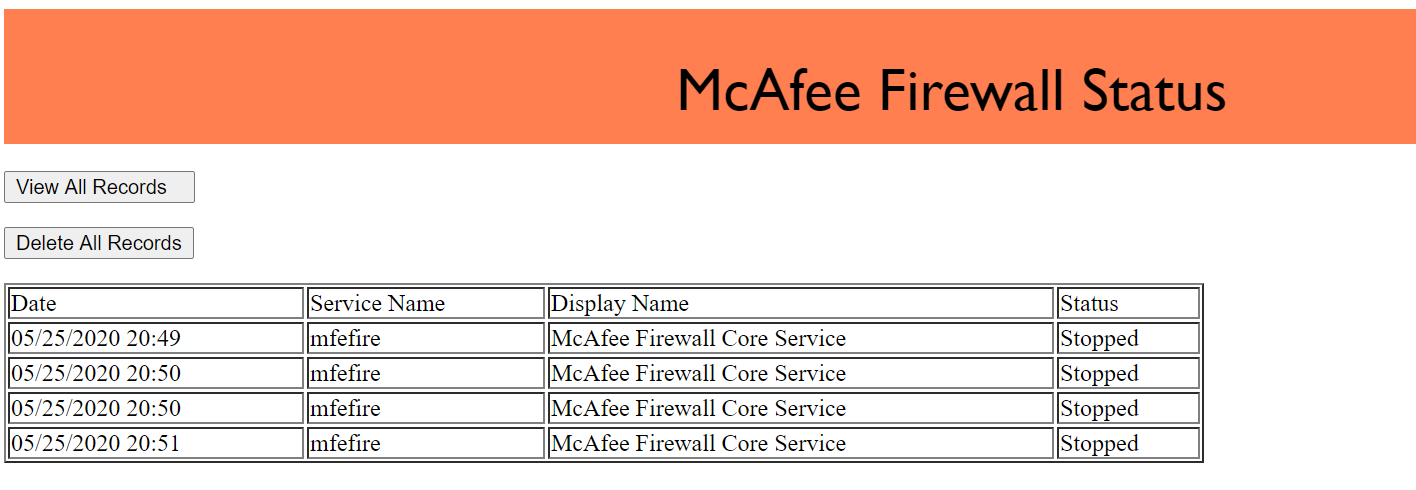 McAfee Firewall Status
View All Records
Delete All Records
Date Service Name Display Name Status
05/25/2020 20:49 mfefire McAfee Firewall Core Service Stopped
05/25/2020 20:50 mfefire McAfee Firewall Core Service Stopped
05/25/2020 20:50 mfefire McAfee Firewall Core Service Stopped
05/25/2020 20:51 mfefire McAfee Firewall Core Service Stopped